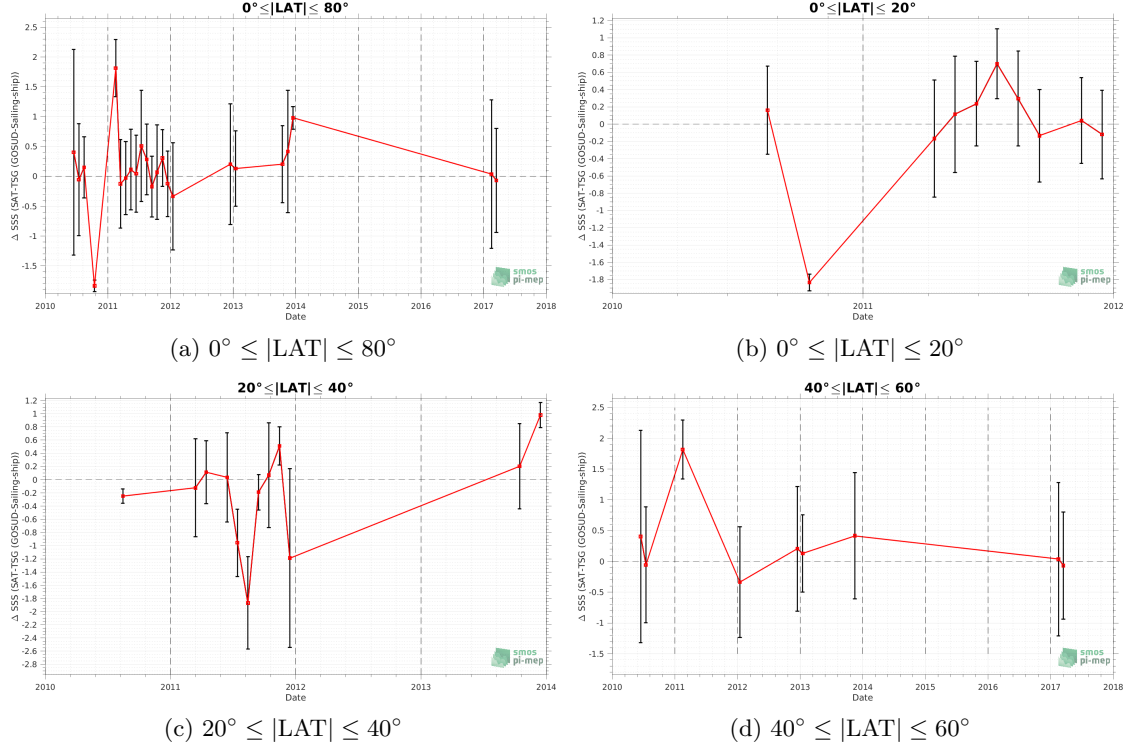 0°≤|LAT|≤ 80°
2.5
2
1.5
1
0.5
0
-0.5
-1
-1.5
Δ SSS (SAT-TSG (GOSUD-Sailing-ship))
2010 2011 2012 2013 2014 2015 2016 2017 2018
Date
smos
pi-mep
(a) 0° ≤ |LAT| ≤ 80°
0°≤|LAT|≤ 20°
1.2
1
0.8
0.6
0.4
0.2
0
-0.2
-0.4
-0.6
-0.8
-1
-1.2
-1.4
-1.6
-1.8
Δ SSS (SAT-TSG (GOSUD-Sailing-ship))
2010 2011 2012
Date
smos
pi-mep
(b) 0° ≤ |LAT| ≤ 20°
20°≤|LAT|≤ 40°
1.2
1
0.8
0.6
0.4
0.2
0
-0.2
-0.4
-0.6
-0.8
-1
-1.2
-1.4
-1.6
-1.8
-2
-2.2
-2.4
-2.6
-2.8
Δ SSS (SAT-TSG (GOSUD-Sailing-ship))
2010 2011 2012 2013 2014
Date
smos
pi-mep
(c) 20° ≤ |LAT| ≤ 40°
40°≤|LAT|≤ 60°
2.5
2
1.5
1
0.5
0
-0.5
-1
-1.5
Δ SSS (SAT-TSG (GOSUD-Sailing-ship))
2010 2011 2012 2013 2014 2015 2016 2017 2018
Date
smos
pi-mep
(d) 40° ≤ |LAT| ≤ 60°